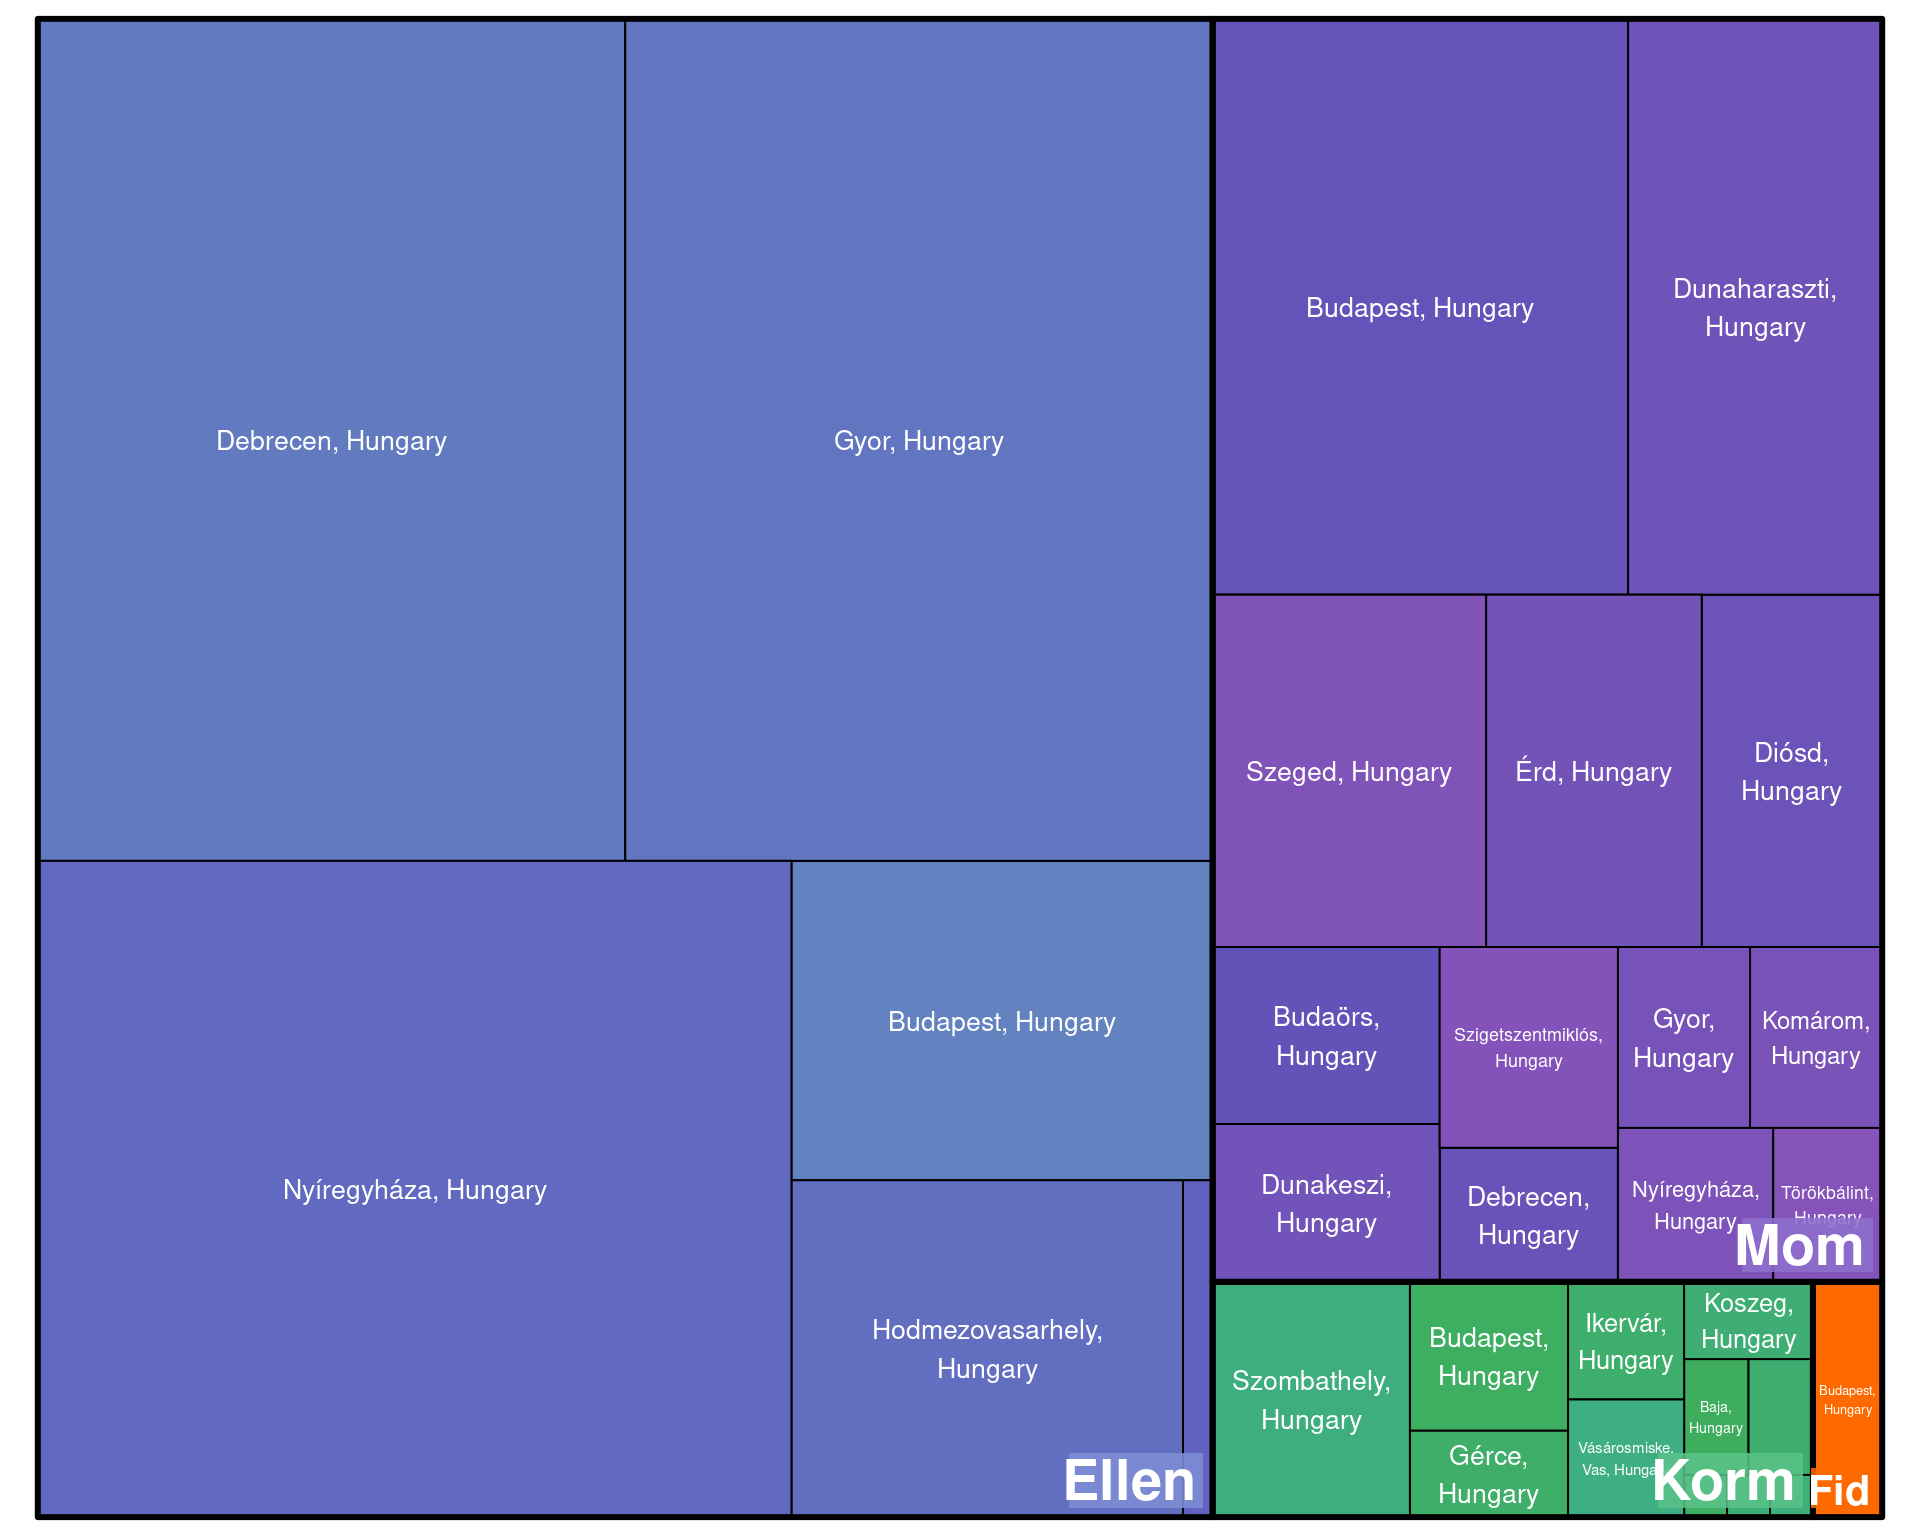 Debrecen, Hungary
Gyor, Hungary
Nyíregyháza, Hungary
Budapest, Hungary
Hodmezovasarhely,
Hungary
Ellen
Budapest, Hungary
Dunaharaszti,
Hungary
Szeged, Hungary
Érd, Hungary
Diósd,
Hungary
Budaörs,
Hungary
Szigetszentmiklós,
Hungary
Gyor,
Hungary
Komárom,
Hungary
Dunakeszi,
Hungary
Debrecen,
Hungary
Nyíregyháza,
Hungary
Törökbálint,
Hungary
Mom
Szombathely,
Hungary
Budapest,
Hungary
Gérce,
Hungary
Ikervár,
Hungary
Vásárosmiske,
Vas,
Koszeg,
Hungary
Baja,
Hungary
Korm
Budapest,
Hungary
Fid